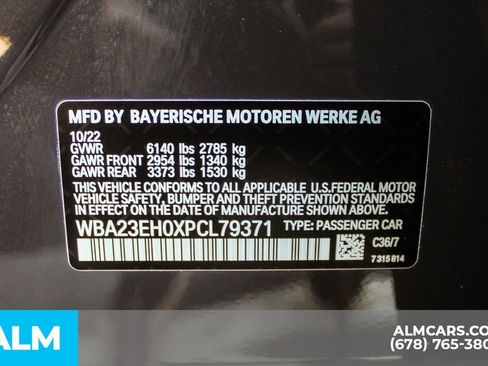 MFD BY BAYERISCHE MOTOREN WERKE AG
10/22
GVWR 6140 lbs 2785 kg
GAWR FRONT 2954 lbs 1340 kg
GAWR REAR 3373 lbs 1530 kg
THIS VEHICLE CONFORMS TO ALL APPLICABLE U.S.FEDERAL MOTOR
VEHICLE SAFETY, BUMPER, AND THEFT PREVENTION STANDARDS
IN EFFECT ON THE DATE OF MANUFACTURE SHOWN ABOVE.
WBA23EH0XPCL79371 TYPE: PASSENGER CAR
C36/7
7315814
ALM
ALMCARS.COM
(678) 765-380